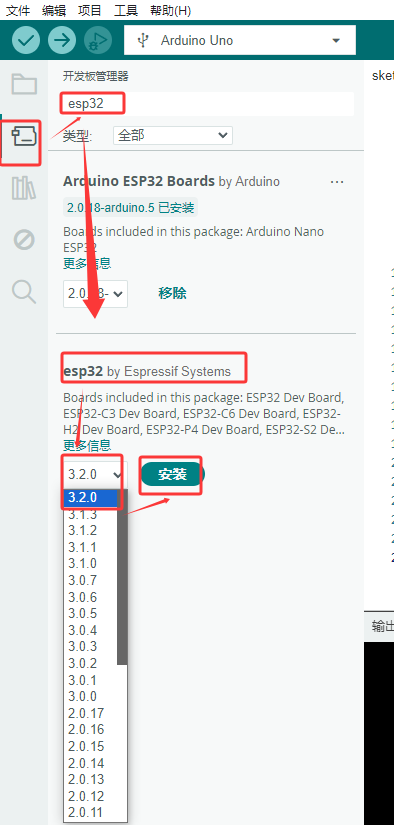 文件 编辑 项目 工具 帮助(H)
Arduino Uno
开发板管理器
esp32
类型: 全部
Arduino ESP32 Boards by Arduino
2.0.18-arduino.5 已安装
Boards included in this package: Arduino Nano
ESP32
更多信息
移除
esp32 by Espressif Systems
Boards included in this package: ESP32 Dev Board,
ESP32-C3 Dev Board, ESP32-C6 Dev Board, ESP32-
H2 Dev Board, ESP32-P4 Dev Board, ESP32-S2 De...
更多信息
3.2.0 安装
3.2.0
3.1.3
3.1.2
3.1.1
3.1.0
3.0.7
3.0.6
3.0.5
3.0.4
3.0.3
3.0.2
3.0.1
3.0.0
2.0.17
2.0.16
2.0.15
2.0.14
2.0.13
2.0.12
2.0.11
输出